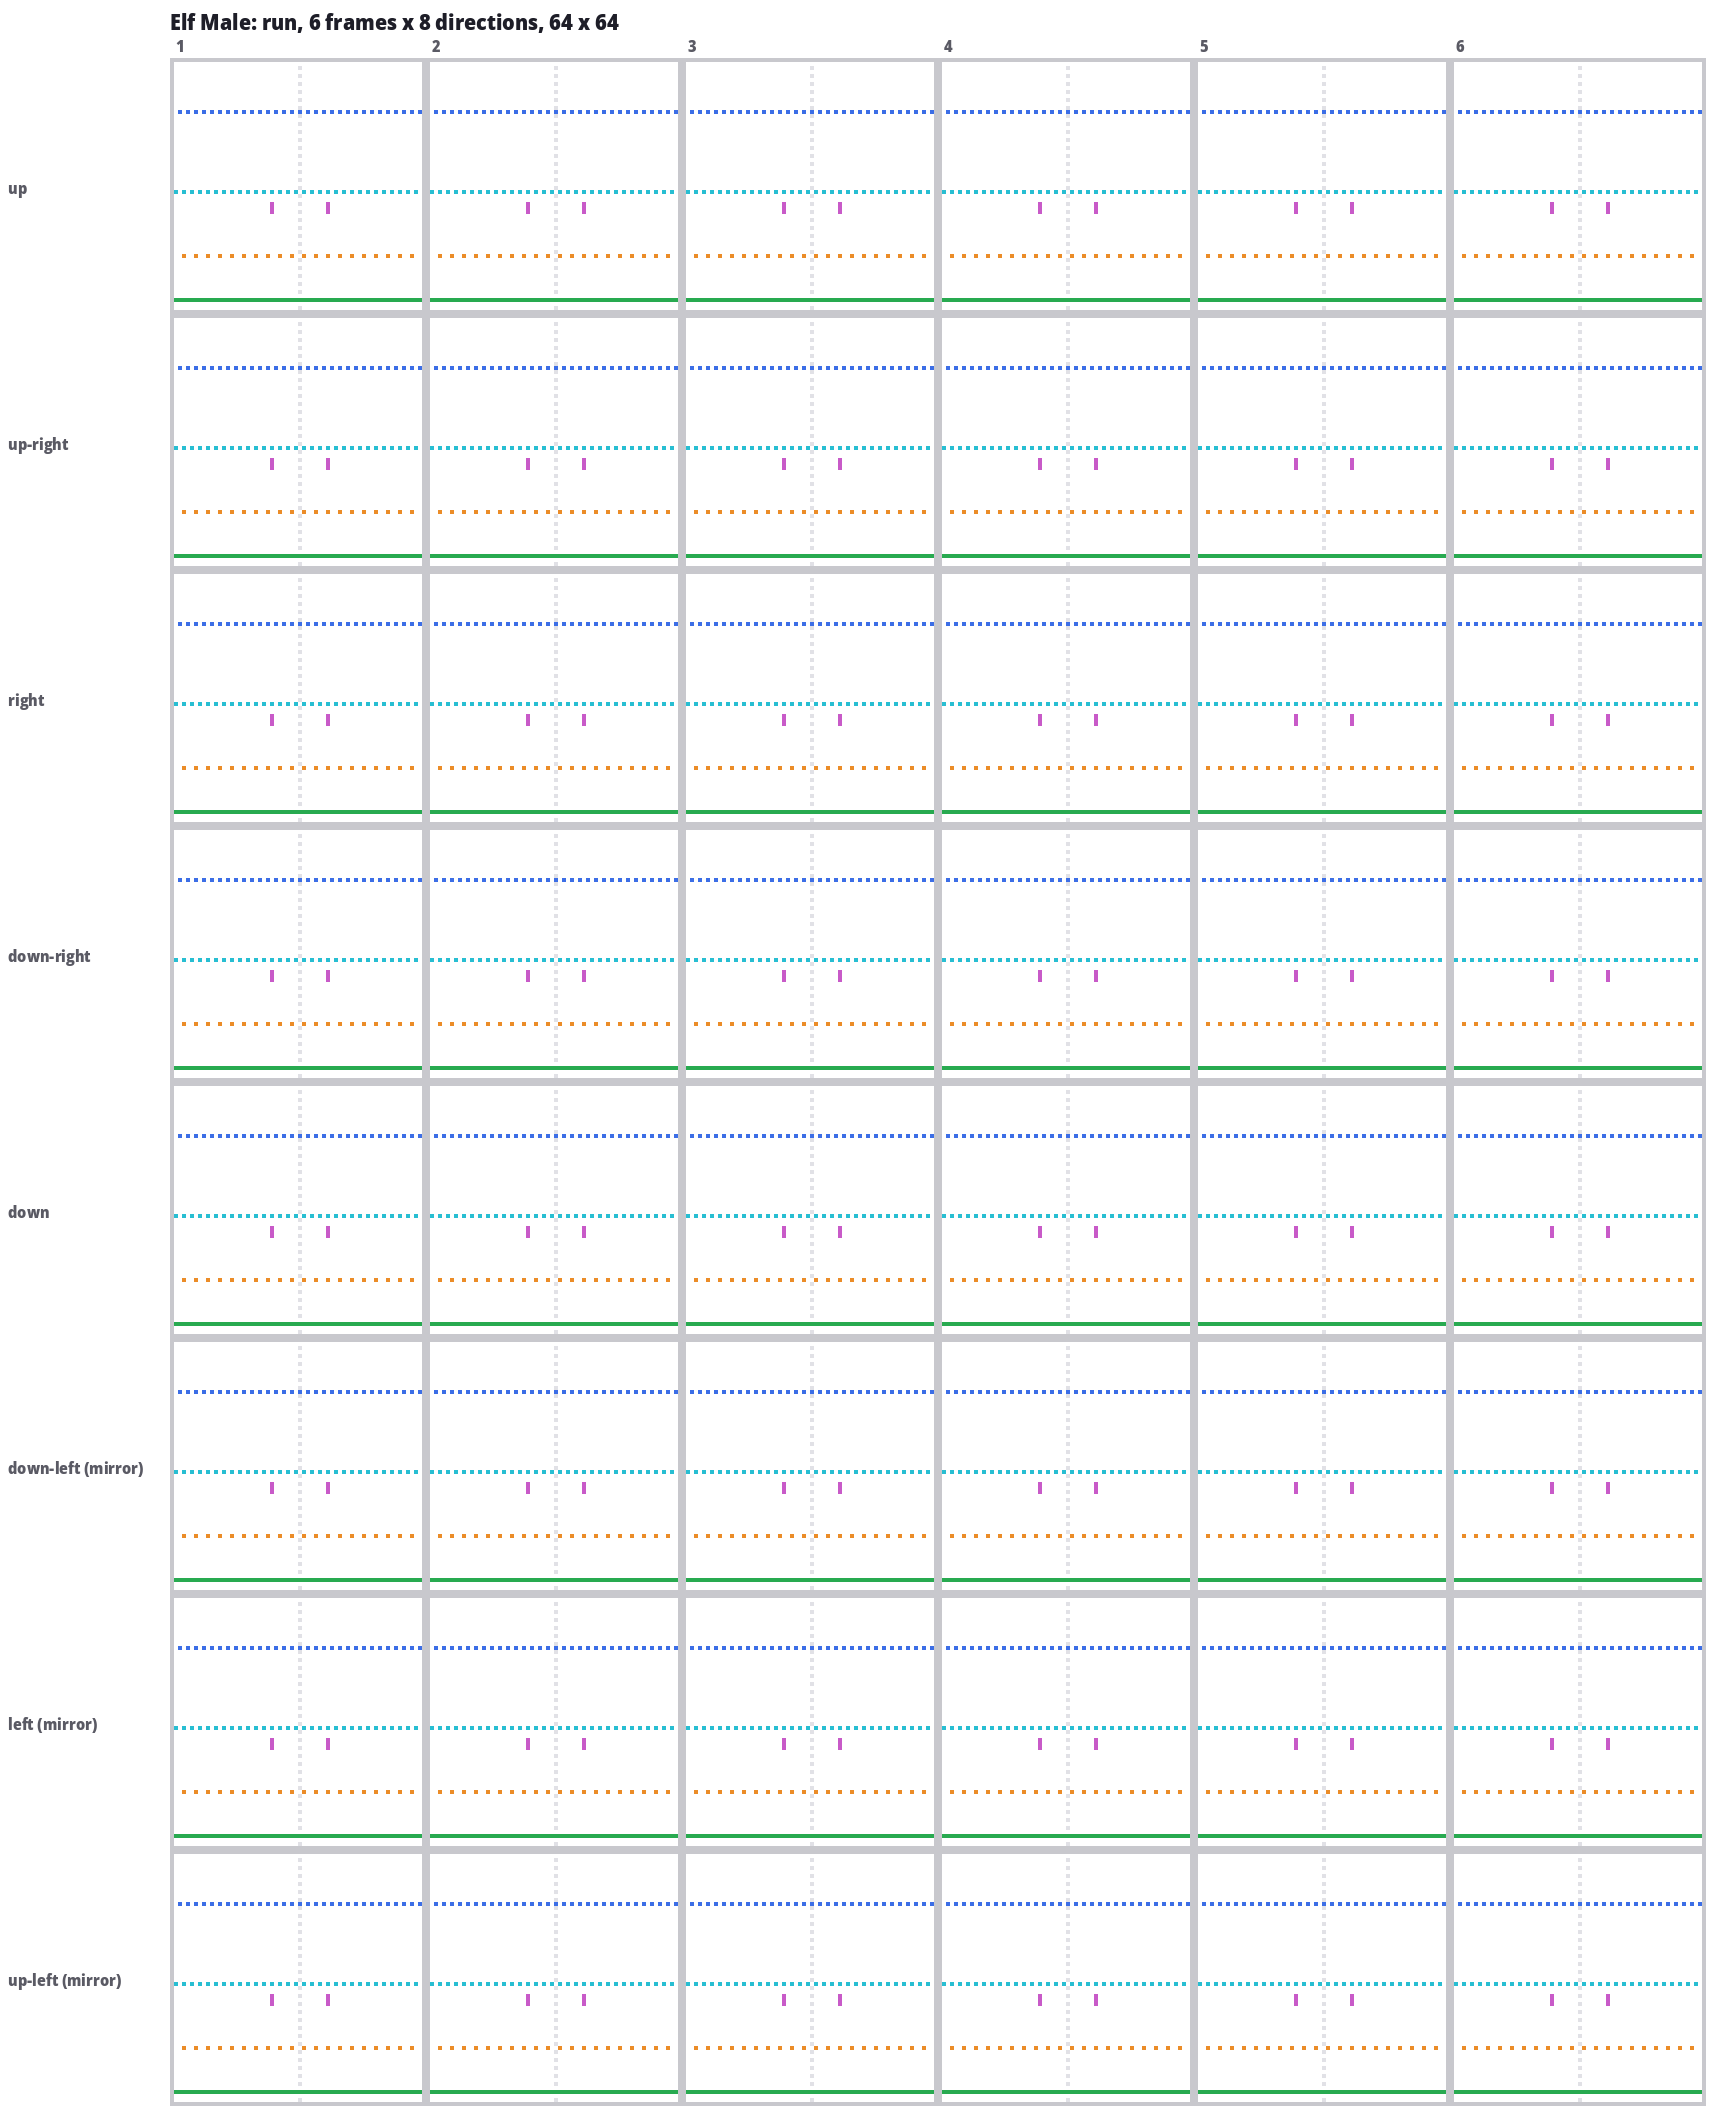 Elf Male: run, 6 frames x 8 directions, 64 x 64
1 2 3 4 5 6
up
up-right
right
down-right
down
down-left (mirror)
left (mirror)
up-left (mirror)